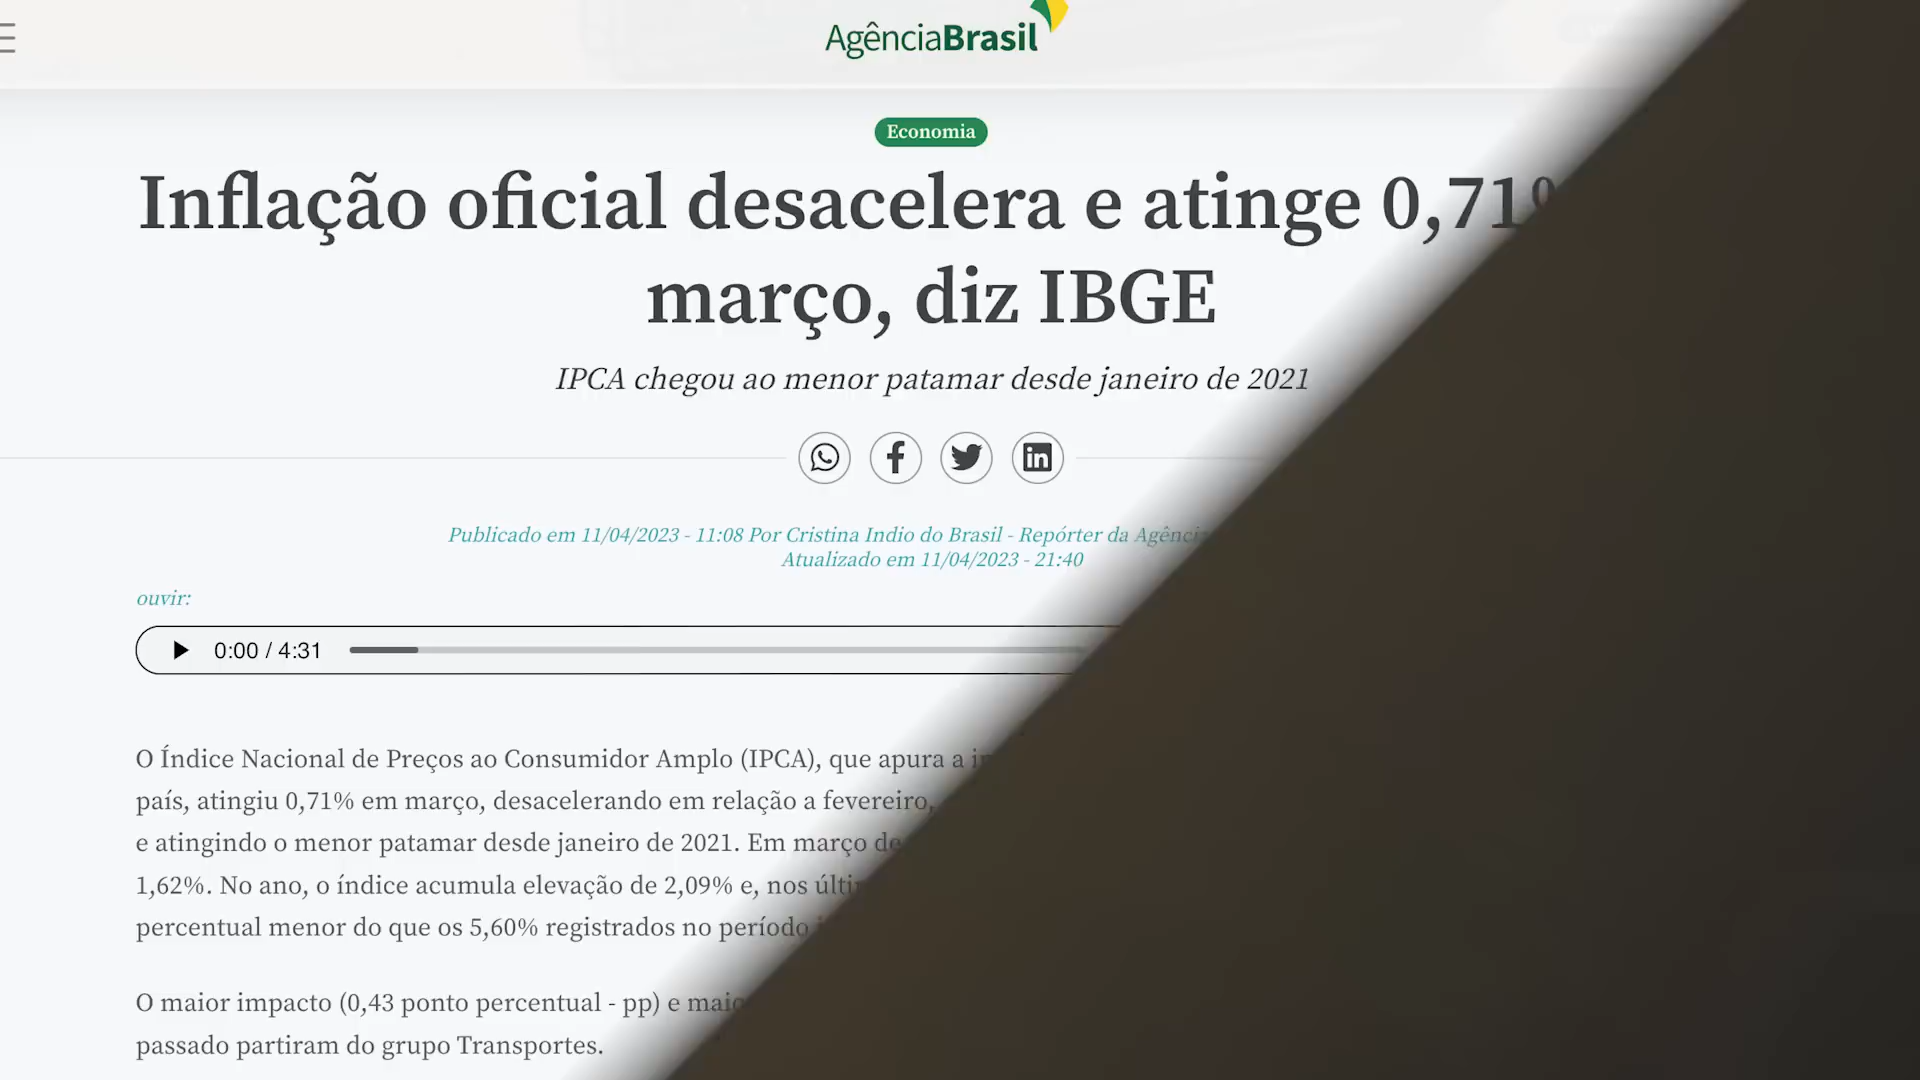 AgênciaBrasil
Economia
Inflação oficial desacelera e atinge 0,71%
março, diz IBGE
IPCA chegou ao menor patamar desde janeiro de 2021
Publicado em 11/04/2023 - 11:08 Por Cristina Indio do Brasil - Repórter da Agência
Atualizado em 11/04/2023 - 21:40
ouvir:
0:00 / 4:31
O Índice Nacional de Preços ao Consumidor Amplo (IPCA), que apura a
país, atingiu 0,71% em março, desacelerando em relação a fevereiro,
e atingindo o menor patamar desde janeiro de 2021. Em março de
1,62%. No ano, o índice acumula elevação de 2,09% e, nos
percentual menor do que os 5,60% registrados no período
O maior impacto (0,43 ponto percentual - pp) e
passado partiram do grupo Transportes.